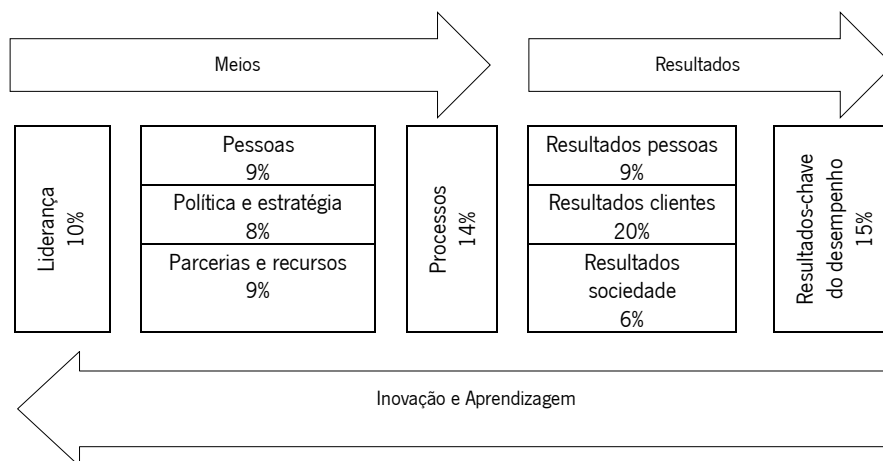 Meios
Resultados
Liderança
10%
Pessoas
9%
Política e estratégia
8%
Parcerias e recursos
9%
Processos
14%
Resultados pessoas
9%
Resultados clientes
20%
Resultados
sociedade
6%
Resultados-chave
do desempenho
15%
Inovação e Aprendizagem